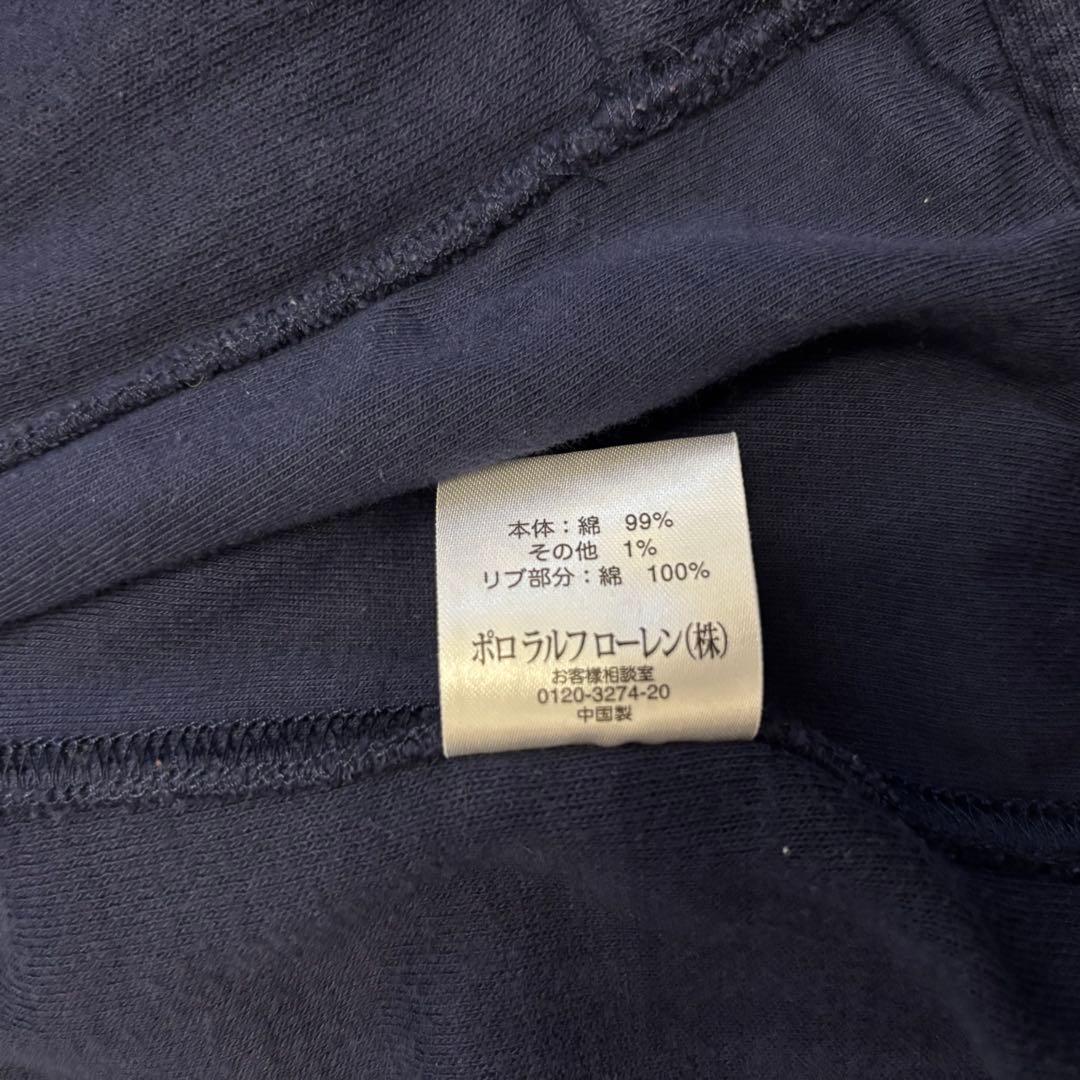 本体：綿　99%
その他　1%
リブ部分：綿　100%
ポロ ラルフ ローレン(株)
お客様相談室
0120-3274-20
中国製